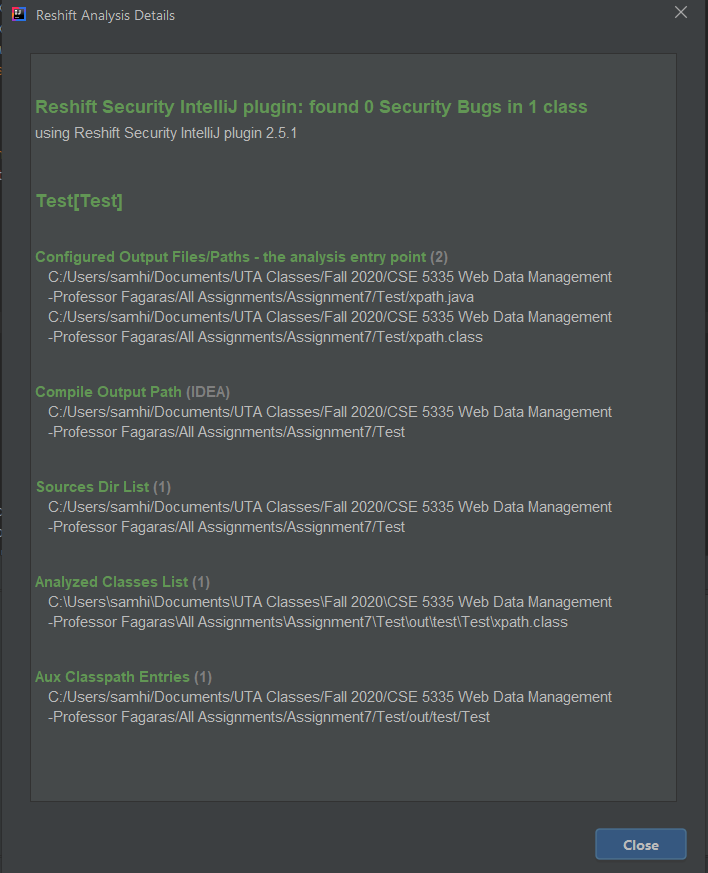 Reshift Analysis Details
Reshift Security IntelliJ plugin: found 0 Security Bugs in 1 class
using Reshift Security IntelliJ plugin 2.5.1
Test[Test]
Configured Output Files/Paths - the analysis entry point (2)
C:/Users/samhi/Documents/UTA Classes/Fall 2020/CSE 5335 Web Data Management
-Professor Fagaras/All Assignments/Assignment7/Test/xpath.java
C:/Users/samhi/Documents/UTA Classes/Fall 2020/CSE 5335 Web Data Management
-Professor Fagaras/All Assignments/Assignment7/Test/xpath.class
Compile Output Path (IDEA)
C:/Users/samhi/Documents/UTA Classes/Fall 2020/CSE 5335 Web Data Management
-Professor Fagaras/All Assignments/Assignment7/Test
Sources Dir List (1)
C:/Users/samhi/Documents/UTA Classes/Fall 2020/CSE 5335 Web Data Management
-Professor Fagaras/All Assignments/Assignment7/Test
Analyzed Classes List (1)
C:\Users\samhi\Documents\UTA Classes\Fall 2020\CSE 5335 Web Data Management
-Professor Fagaras\All Assignments\Assignment7\Test\out\test\Test\xpath.class
Aux Classpath Entries (1)
C:/Users/samhi/Documents/UTA Classes/Fall 2020/CSE 5335 Web Data Management
-Professor Fagaras/All Assignments/Assignment7/Test/out/test/Test
Close